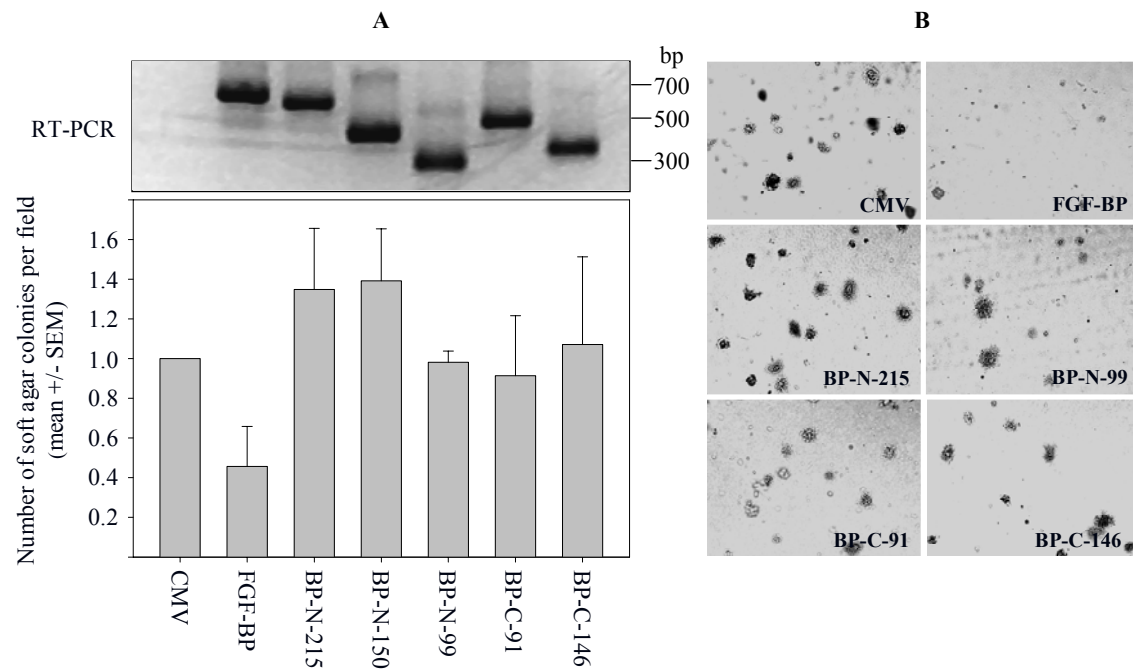 A
B
bp
700
500
300
RT-PCR
Number of soft agar colonies per field
(mean +/- SEM)
1.6
1.4
1.2
1.0
0.8
0.6
0.4
0.2
CMV
FGF-BP
BP-N-215
BP-N-150
BP-N-99
BP-C-91
BP-C-146
CMV
FGF-BP
BP-N-215
BP-N-99
BP-C-91
BP-C-146